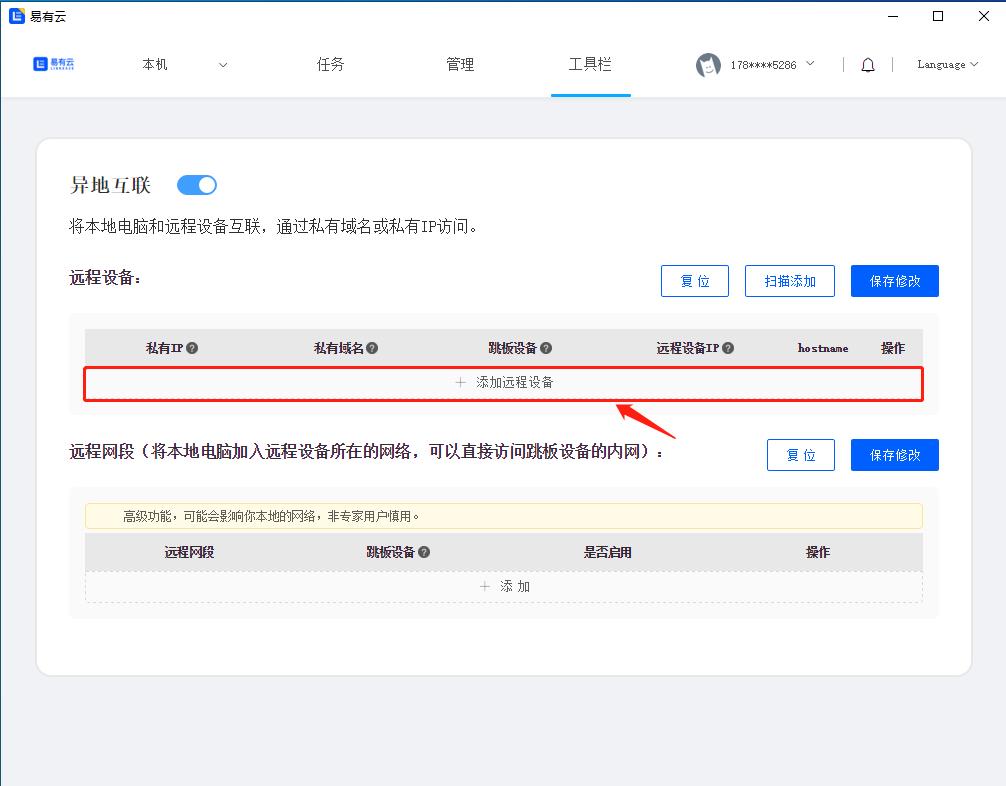 易有云
易有云 本机 任务 管理 工具栏 178****5286 Language
异地互联
将本地电脑和远程设备互联，通过私有域名或私有IP访问。
远程设备： 复 位 扫描添加 保存修改
私有IP 私有域名 跳板设备 远程设备IP hostname 操作
+ 添加远程设备
远程网段（将本地电脑加入远程设备所在的网络，可以直接访问跳板设备的内网）： 复 位 保存修改
高级功能，可能会影响你本地的网络，非专家用户慎用。
远程网段 跳板设备 是否启用 操作
+ 添 加